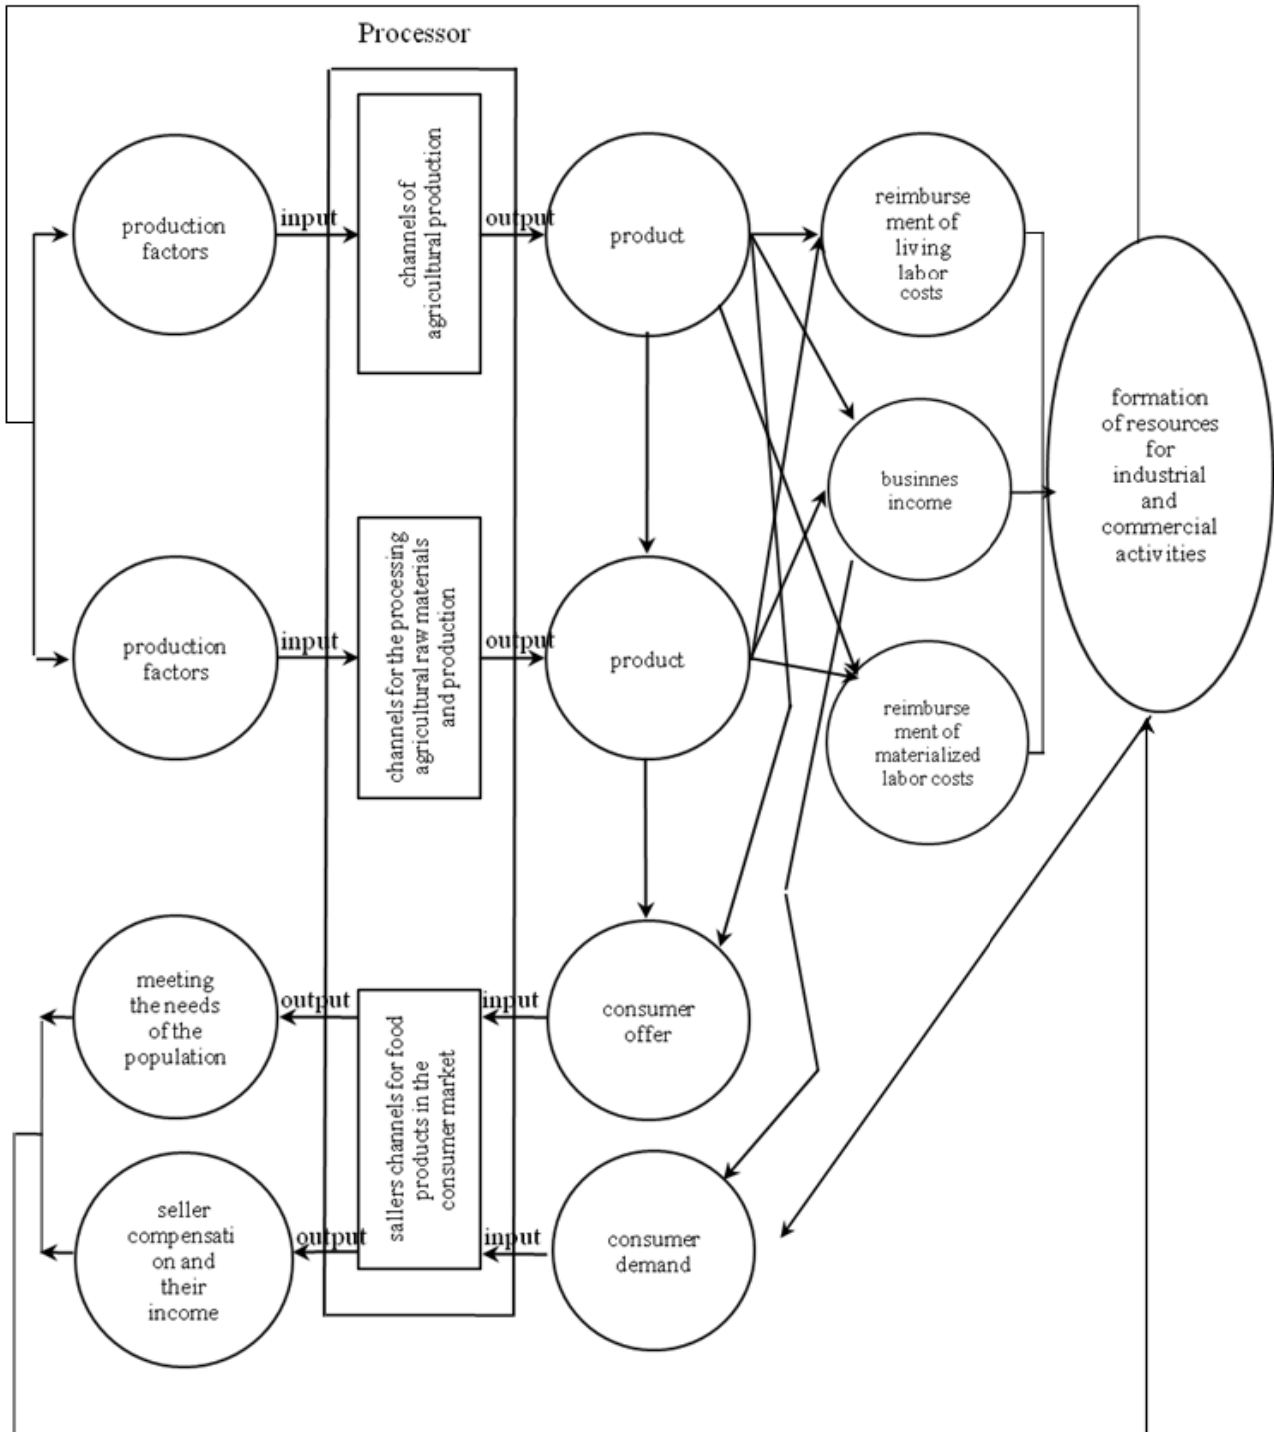 Processor
production
factors
input
channels of
agricultural production
output
product
reimburse
ment of
living
labor
costs
formation
of resources
for
industrial
and
commercial
activities
businnes
income
production
factors
input
channels for the processing
agricultural raw materials
and production
output
product
reimburse
ment of
materialized
labor costs
meeting
the needs
of the
population
output
sallers channels for food
products in the
consumer market
input
consumer
offer
seller
compensati
on and
their
income
output
input
consumer
demand